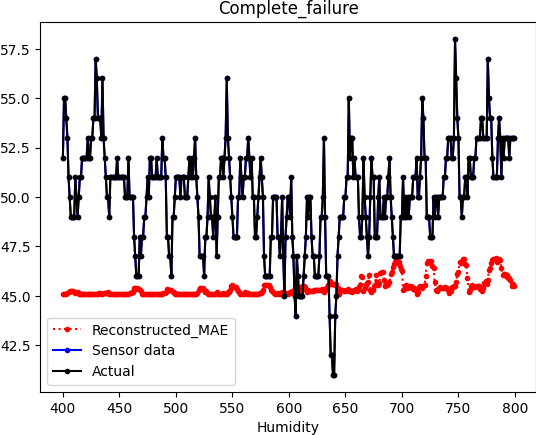 Complete_failure
57.5
55.0
52.5
50.0
47.5
45.0
42.5
Reconstructed_MAE
Sensor data
Actual
400 450 500 550 600 650 700 750 800
Humidity